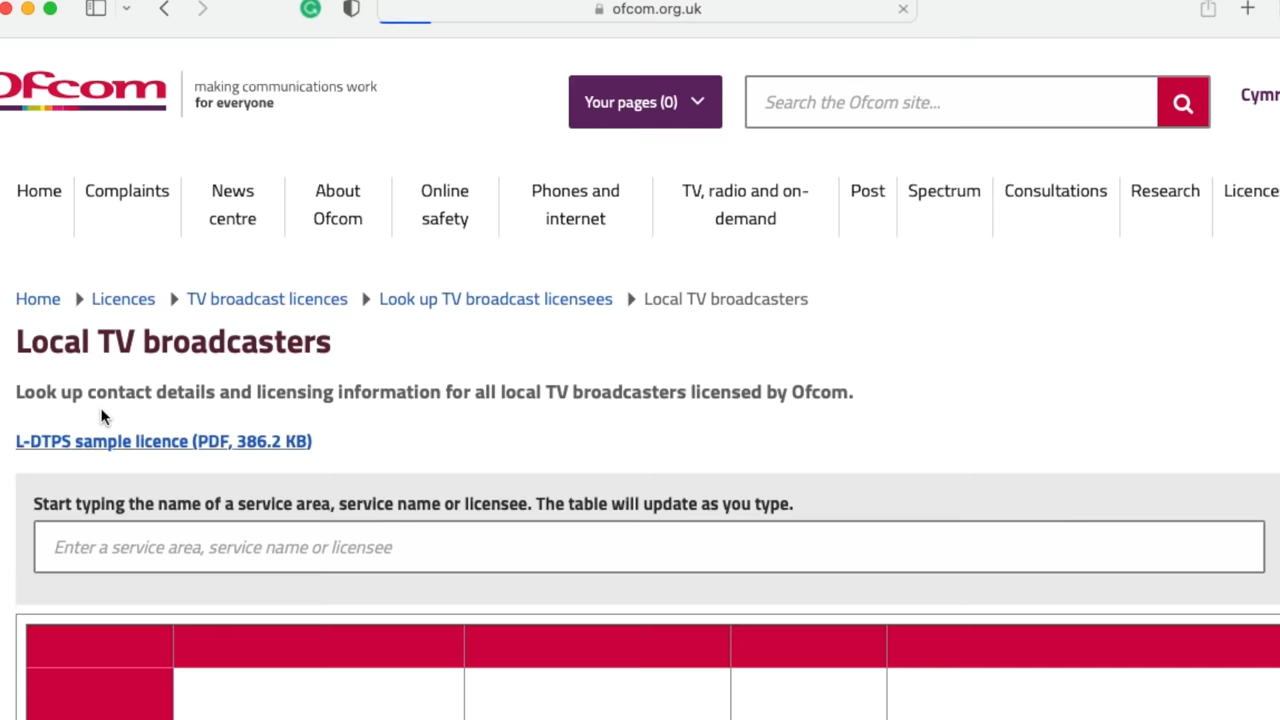 ofcom.org.uk
Ofcom
making communications work
for everyone
Your pages (0)
Search the Ofcom site...
Cymr
Home
Complaints
News
centre
About
Ofcom
Online
safety
Phones and
internet
TV, radio and on-
demand
Post
Spectrum
Consultations
Research
Licence
Home Licences TV broadcast licences Look up TV broadcast licensees Local TV broadcasters
Local TV broadcasters
Look up contact details and licensing information for all local TV broadcasters licensed by Ofcom.
L-DTPS sample licence (PDF, 386.2 KB)
Start typing the name of a service area, service name or licensee. The table will update as you type.
Enter a service area, service name or licensee